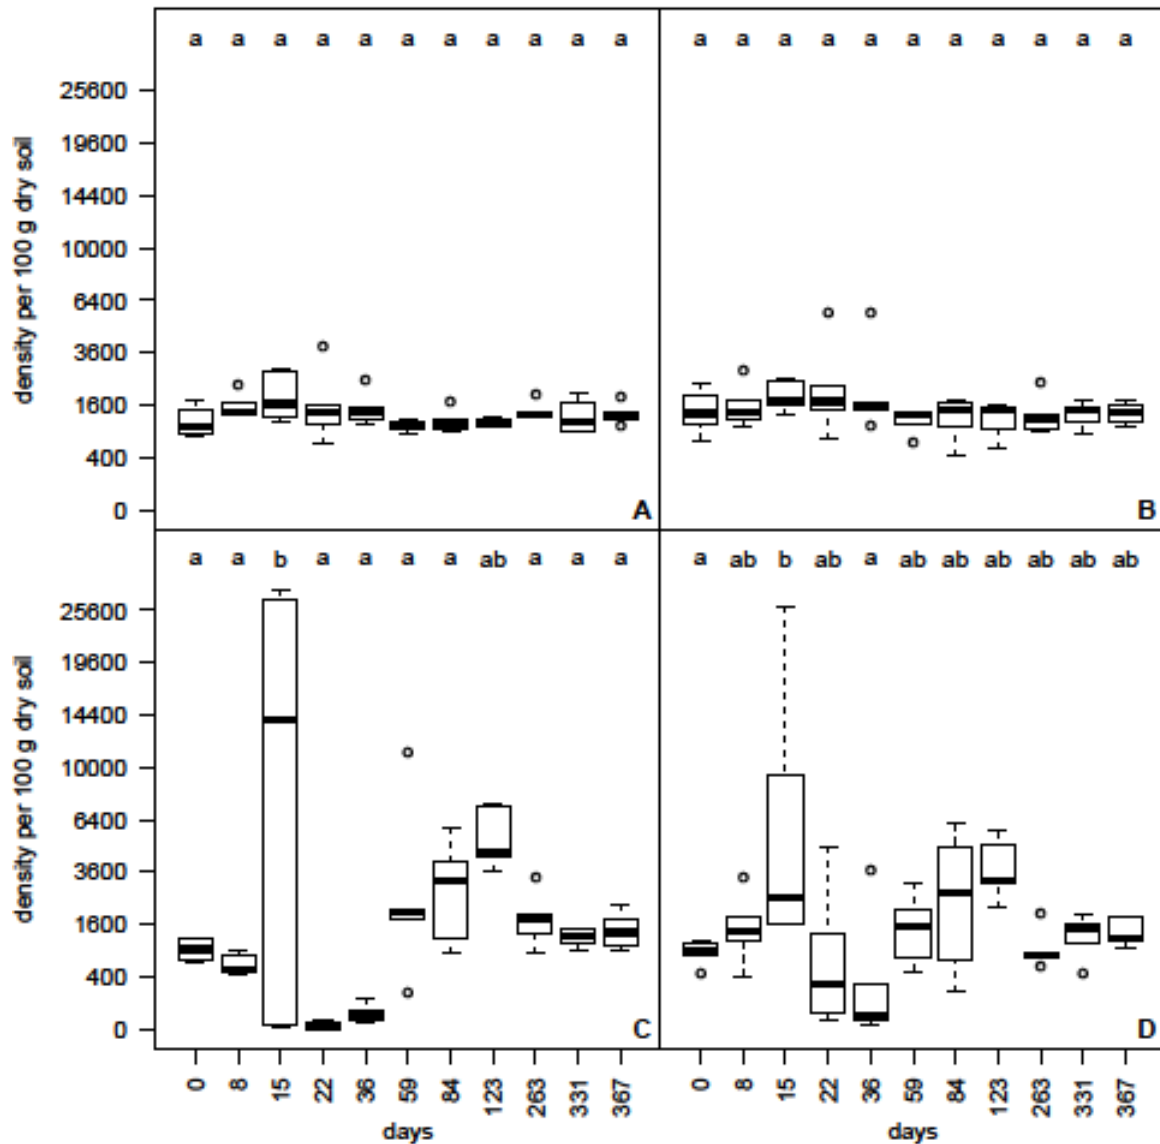 a a a a a a a a a a a
a a a a a a a a a a a
25600
19600
14400
10000
6400
3600
1600
400
0
density per 100 g dry soil
A
B
a a b a a a a ab a a a
a ab b ab a ab ab ab ab ab ab
25600
19600
14400
10000
6400
3600
1600
400
0
density per 100 g dry soil
C
D
0 8 15 22 36 59 84 123 263 331 367
days
0 8 15 22 36 59 84 123 263 331 367
days